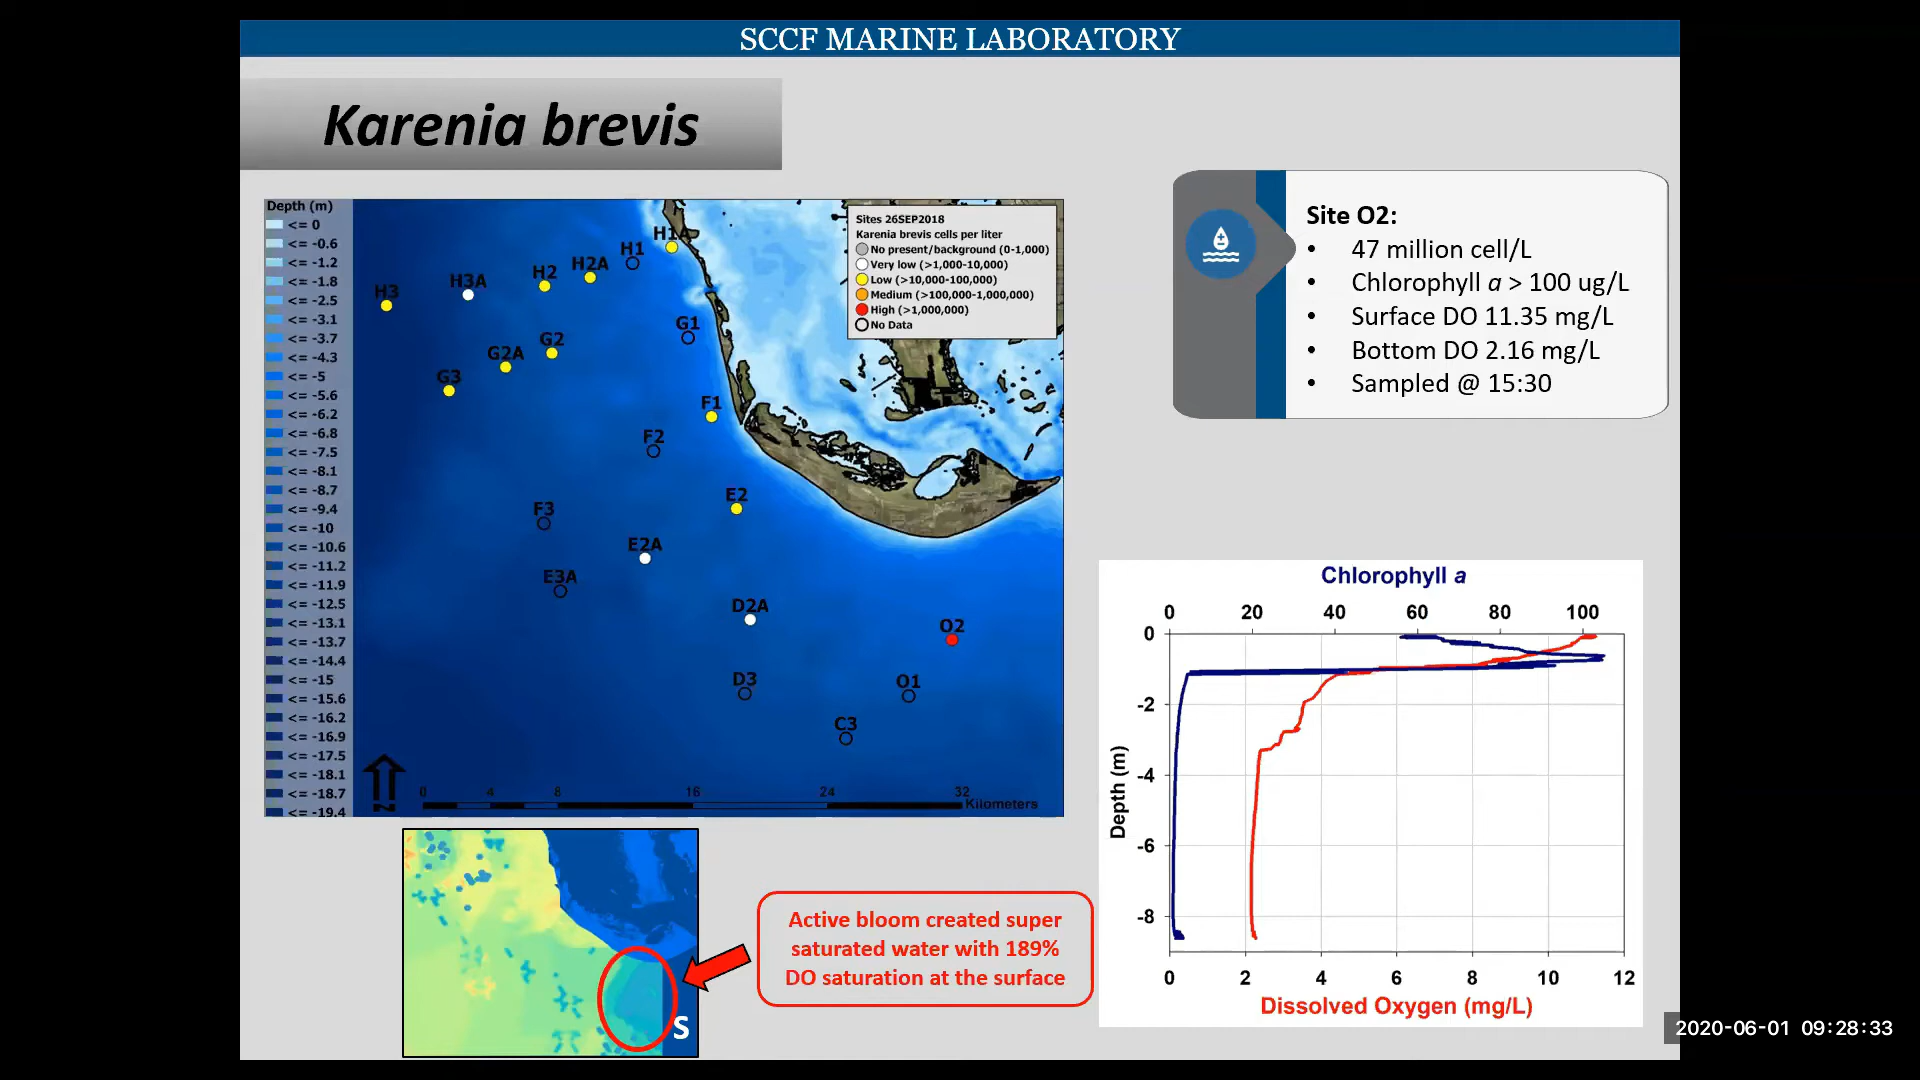 SCCF MARINE LABORATORY
Karenia brevis
Depth (m)
<= 0
<= -0.6
<= -1.2
<= -1.8
<= -2.5
<= -3.1
<= -3.7
<= -4.3
<= -5
<= -5.6
<= -6.2
<= -6.8
<= -7.5
<= -8.1
<= -8.7
<= -9.4
<= -10
<= -10.6
<= -11.2
<= -11.9
<= -12.5
<= -13.1
<= -13.7
<= -14.4
<= -15
<= -15.6
<= -16.2
<= -16.9
<= -17.5
<= -18.1
<= -18.7
<= -19.4
H3
H3A
H2
H2A
H1
H1A
G3
G2A
G2
G1
F1
F2
F3
E2
E2A
E3A
D2A
D3
O2
O1
C3
N
0 4 8 16 24 32
Kilometers
Sites 26SEP2018
Karenia brevis cells per liter
No present/background (0-1,000)
Very low (>1,000-10,000)
Low (>10,000-100,000)
Medium (>100,000-1,000,000)
High (>1,000,000)
No Data
Site O2:
• 47 million cell/L
• Chlorophyll a > 100 ug/L
• Surface DO 11.35 mg/L
• Bottom DO 2.16 mg/L
• Sampled @ 15:30
S
Active bloom created super
saturated water with 189%
DO saturation at the surface
Chlorophyll a
0 20 40 60 80 100
0
-2
-4
-6
-8
Depth (m)
0 2 4 6 8 10 12
Dissolved Oxygen (mg/L)
2020-06-01 09:28:33